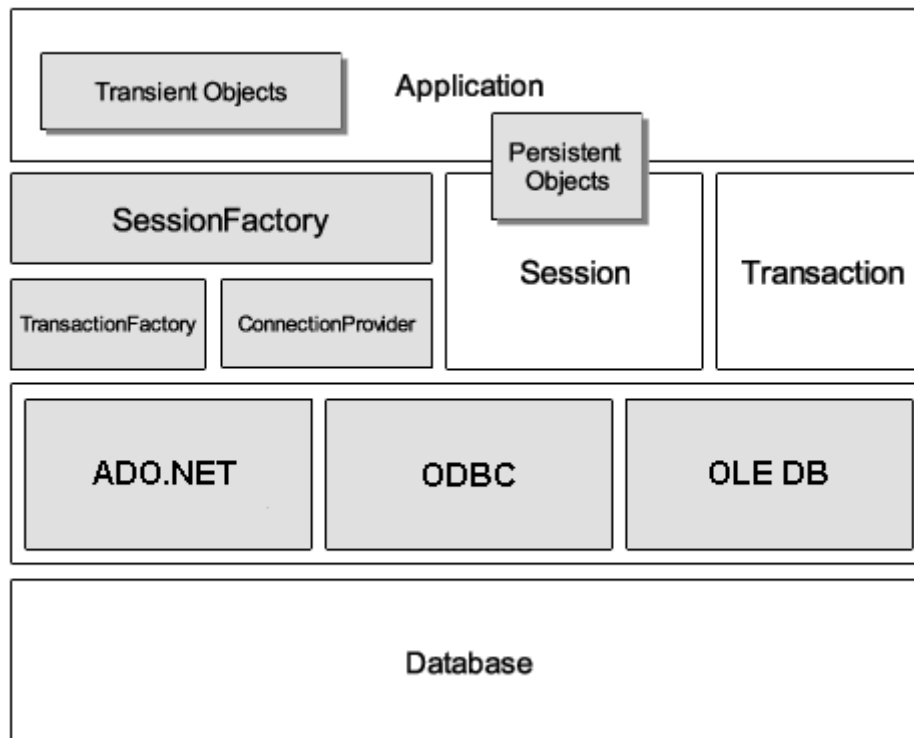 Transient Objects
Application
Persistent
Objects
SessionFactory
Session
Transaction
TransactionFactory
ConnectionProvider
ADO.NET
ODBC
OLE DB
Database